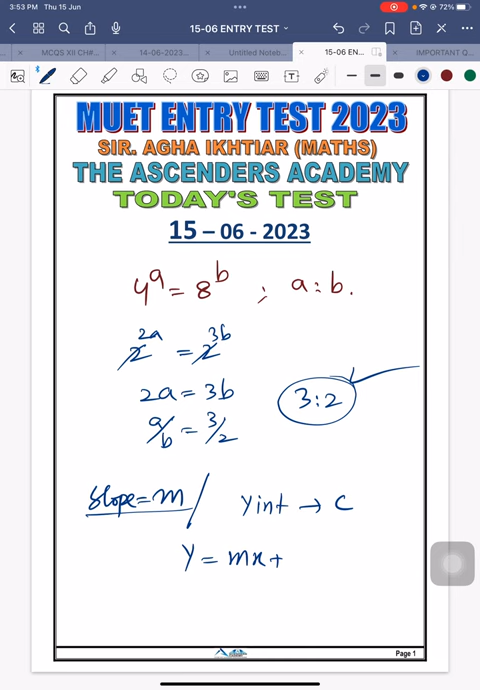 3:53 PM Thu 15 Jun
72%
15-06 ENTRY TEST
MCQS XII CH#...
14-06-2023...
Untitled Noteb...
15-06 EN...
IMPORTANT Q...
MUET ENTRY TEST 2023
SIR. AGHA IKHTIAR (MATHS)
THE ASCENDERS ACADEMY
TODAY'S TEST
15 – 06 - 2023
4^a = 8^b ; a : b.
2^2a = 2^3b
2a = 3b
3:2
a/b = 3/2
Slope = m / Y int → c
Y = mx +
Page 1